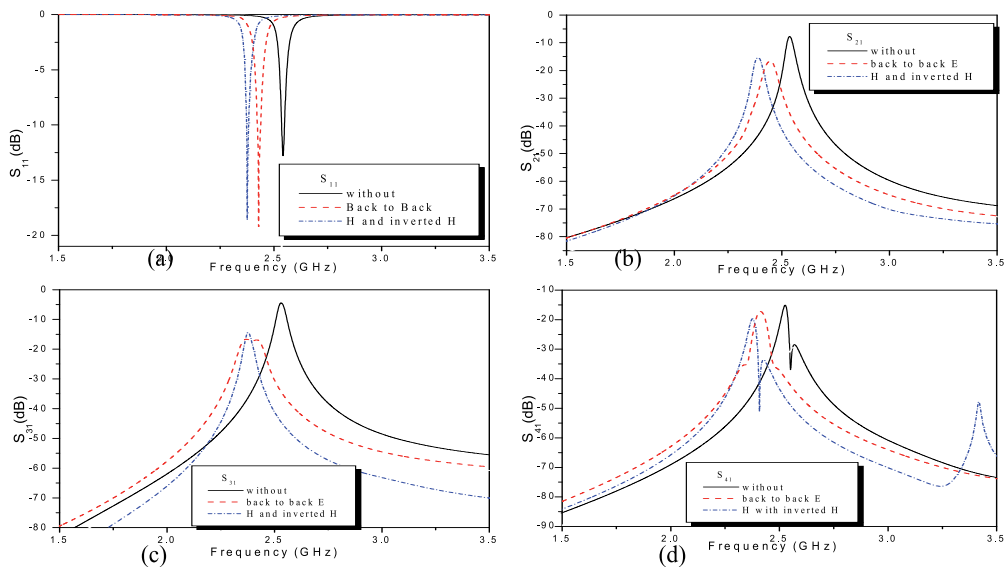 0
-5
-10
-15
-20
S11 (dB)
S11
without
Back to Back
H and inverted H
1.5
2.0
2.5
3.0
3.5
Frequency (GHz)
(a)
0
-10
-20
-30
-40
-50
-60
-70
-80
S21 (dB)
S21
without
back to back E
H and inverted H
1.5
2.0
2.5
3.0
3.5
Frequency (GHz)
(b)
0
-10
-20
-30
-40
-50
-60
-70
-80
S31 (dB)
S31
without
back to back E
H and inverted H
1.5
2.0
2.5
3.0
3.5
Frequency (GHz)
(c)
-10
-20
-30
-40
-50
-60
-70
-80
-90
S41 (dB)
S41
without
back to back E
H with inverted H
1.5
2.0
2.5
3.0
3.5
Frequency (GHz)
(d)